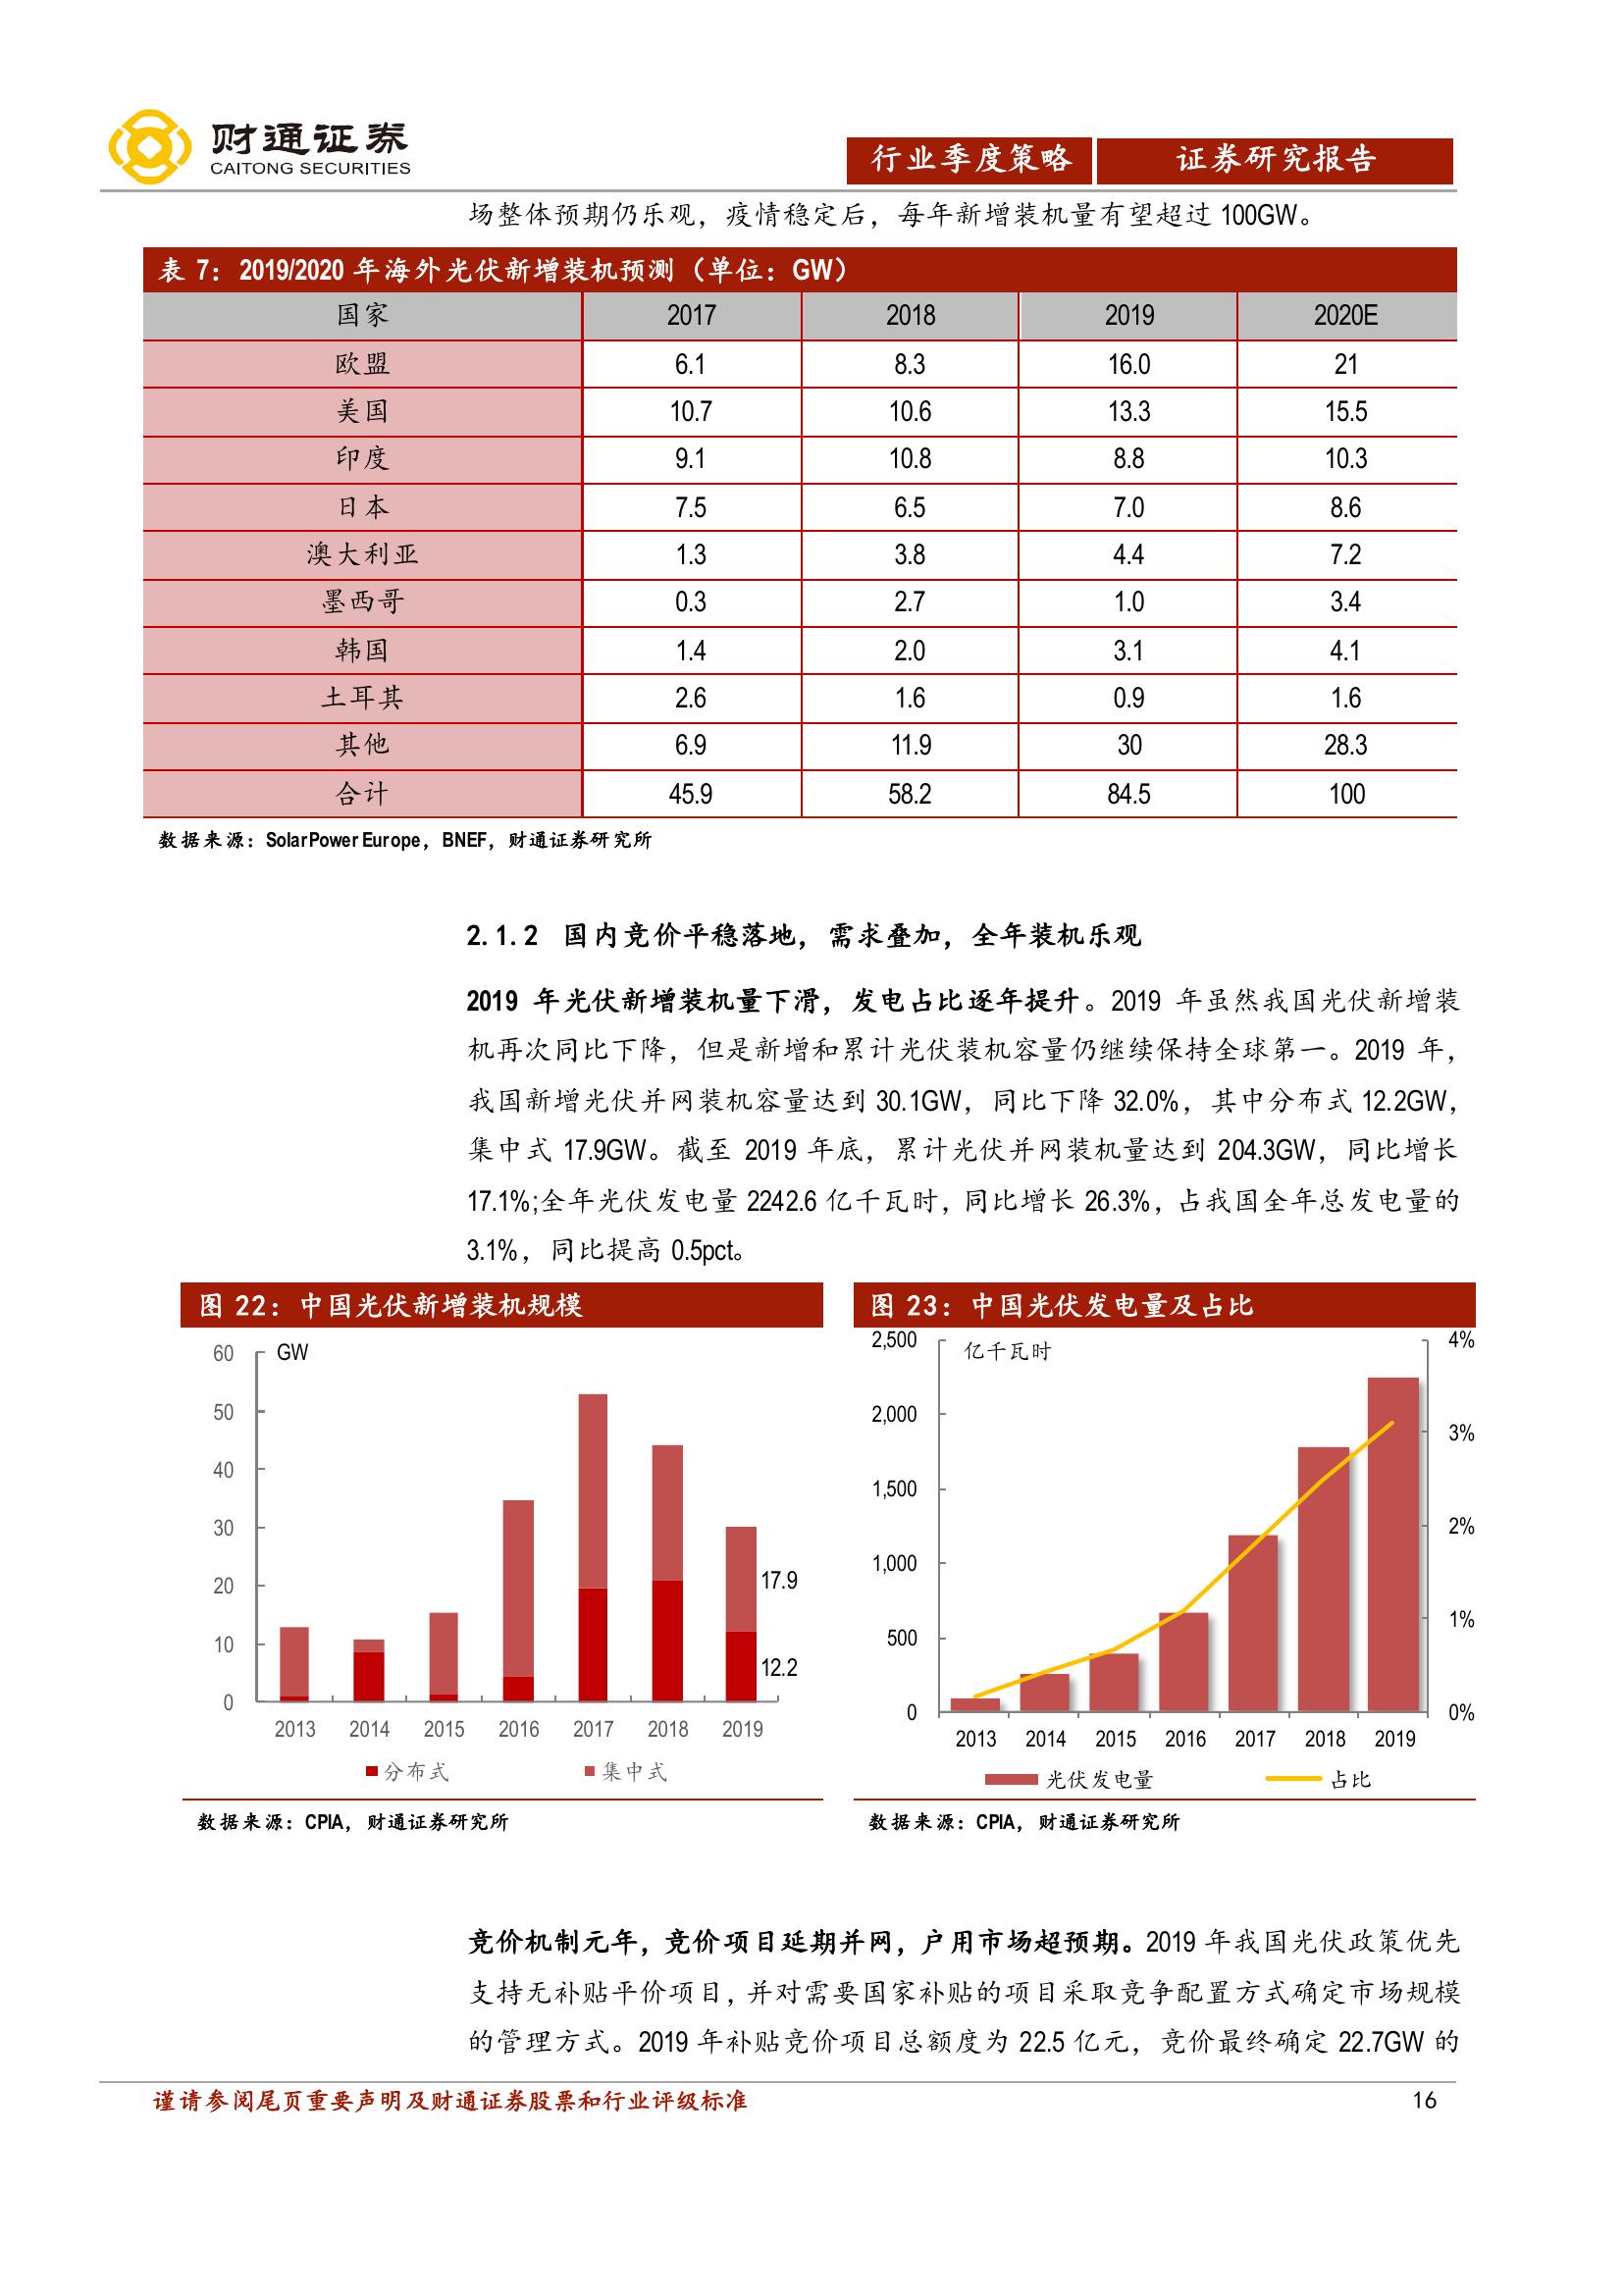 财通证券
CAITONG SECURITIES
行业季度策略 证券研究报告
场整体预期仍乐观，疫情稳定后，每年新增装机量有望超过 100GW。
表 7：2019/2020 年海外光伏新增装机预测（单位：GW）
国家 2017 2018 2019 2020E
欧盟 6.1 8.3 16.0 21
美国 10.7 10.6 13.3 15.5
印度 9.1 10.8 8.8 10.3
日本 7.5 6.5 7.0 8.6
澳大利亚 1.3 3.8 4.4 7.2
墨西哥 0.3 2.7 1.0 3.4
韩国 1.4 2.0 3.1 4.1
土耳其 2.6 1.6 0.9 1.6
其他 6.9 11.9 30 28.3
合计 45.9 58.2 84.5 100
数据来源：SolarPower Europe，BNEF，财通证券研究所
2.1.2 国内竞价平稳落地，需求叠加，全年装机乐观
2019 年光伏新增装机量下滑，发电占比逐年提升。2019 年虽然我国光伏新增装
机再次同比下降，但是新增和累计光伏装机容量仍继续保持全球第一。2019 年，
我国新增光伏并网装机容量达到 30.1GW，同比下降 32.0%，其中分布式 12.2GW，
集中式 17.9GW。截至 2019 年底，累计光伏并网装机量达到 204.3GW，同比增长
17.1%;全年光伏发电量 2242.6 亿千瓦时，同比增长 26.3%，占我国全年总发电量的
3.1%，同比提高 0.5pct。
图 22：中国光伏新增装机规模
GW
60
50
40
30
20
10
0
17.9
12.2
2013 2014 2015 2016 2017 2018 2019
分布式 集中式
数据来源：CPIA，财通证券研究所
图 23：中国光伏发电量及占比
亿千瓦时
2,500 4%
2,000 3%
1,500 2%
1,000 1%
500
0 0%
2013 2014 2015 2016 2017 2018 2019
光伏发电量 占比
数据来源：CPIA，财通证券研究所
竞价机制元年，竞价项目延期并网，户用市场超预期。2019 年我国光伏政策优先
支持无补贴平价项目，并对需要国家补贴的项目采取竞争配置方式确定市场规模
的管理方式。2019 年补贴竞价项目总额度为 22.5 亿元，竞价最终确定 22.7GW 的
谨请参阅尾页重要声明及财通证券股票和行业评级标准 16